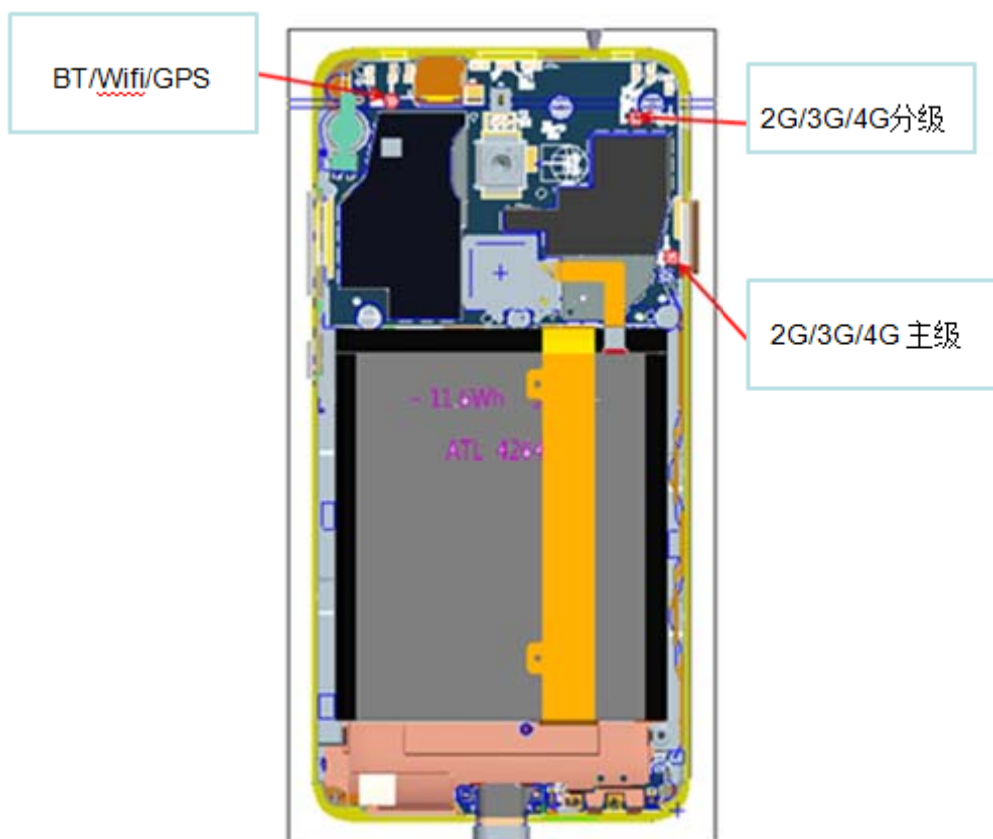 BT/Wifi/GPS
2G/3G/4G分级
2G/3G/4G 主级
- 11.6Wh
ATL 4264